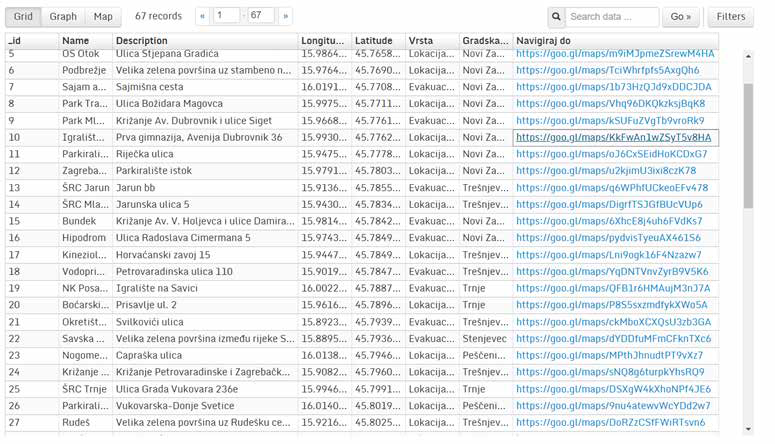 Grid Graph Map 67 records « 1 - 67 » Search data ... Go » Filters
_id Name Description Longitu... Latitude Vrsta Gradska... Navigiraj do
5 OŠ Otok Ulica Stjepana Gradića 15.9864... 45.7658... Lokacija... Novi Za... https://goo.gl/maps/m9iMJpmeZSrewM4HA
6 Podbrežje Velika zelena površina uz stambeno n... 15.9764... 45.7690... Lokacija... Novi Za... https://goo.gl/maps/TciWhrfpfs5AxgQh6
7 Sajam a... Sajmišna cesta 16.0191... 45.7708... Evakuac... Novi Za... https://goo.gl/maps/1b73HzQJd9xDDCJDA
8 Park Tra... Ulica Božidara Magovca 15.9975... 45.7711... Lokacija... Novi Za... https://goo.gl/maps/Vhq96DKQkzksjBqK8
9 Park Ml... Križanje Av. Dubrovnik i ulice Siget 15.9668... 45.7761... Lokacija... Novi Za... https://goo.gl/maps/kSUFuZVgTb9vroRk9
10 Igrališt... Prva gimnazija, Avenija Dubrovnik 36 15.9930... 45.7762... Lokacija... Novi Za... https://goo.gl/maps/KkFwAn1wZSyT5v8HA
11 Parkirali... Riječka ulica 15.9475... 45.7778... Lokacija... Novi Za... https://goo.gl/maps/oJ6CxSEidHoKCDxG7
12 Zagreba... Parkiralište istok 15.9791... 45.7803... Lokacija... Novi Za... https://goo.gl/maps/u2kjimU3ixi8czK78
13 ŠRC Jarun Jarun bb 15.9136... 45.7855... Evakuac... Trešnjev... https://goo.gl/maps/q6WPhfUCkeoEFv478
14 ŠRC Mla... Jarunska ulica 5 15.9430... 45.7834... Lokacija... Trešnjev... https://goo.gl/maps/DigrfTSJGfBUcVUp6
15 Bundek Križanje Av. V. Holjevca i ulice Damira... 15.9814... 45.7842... Evakuac... Novi Za... https://goo.gl/maps/6XhcE8j4uh6FVdKs7
16 Hipodrom Ulica Radoslava Cimermana 5 15.9743... 45.7849... Evakuac... Novi Za... https://goo.gl/maps/pydvisTyeuAX461S6
17 Kineziol... Horvaćanski zavoj 15 15.9447... 45.7849... Lokacija... Trešnjev... https://goo.gl/maps/Lni9ogk16F4Nzazw7
18 Vodopri... Petrovaradinska ulica 110 15.9019... 45.7847... Evakuac... Trešnjev... https://goo.gl/maps/YqDNTVnvZyrB9V5K6
19 NK Posa... Igralište na Savici 16.0022... 45.7887... Evakuac... Trnje https://goo.gl/maps/QFB1r6HMAujM3nJ7A
20 Boćarski... Prisavlje ul. 2 15.9616... 45.7896... Lokacija... Trnje https://goo.gl/maps/P8S5sxzmdfykXWo5A
21 Okretišt... Svilkovići ulica 15.8923... 45.7939... Lokacija... Trešnjev... https://goo.gl/maps/ckMboXCXQsU3zb3GA
22 Savska ... Velika zelena površina između rijeke S... 15.8895... 45.7936... Evakuac... Stenjevec https://goo.gl/maps/dYDDfuMFmCFknTXc6
23 Nogome... Capraška ulica 16.0138... 45.7946... Lokacija... Peščeni... https://goo.gl/maps/MPthJhnudtPT9vXz7
24 Križanje ... Križanje Petrovaradinske i Zagrebačk... 15.9082... 45.7960... Lokacija... Trešnjev... https://goo.gl/maps/sNQ8g6turpkYhsRQ9
25 ŠRC Trnje Ulica Grada Vukovara 236e 15.9946... 45.7991... Lokacija... Trnje https://goo.gl/maps/DSXgW4kXhoNPf4JE6
26 Parkirali... Vukovarska-Donje Svetice 16.0140... 45.8019... Lokacija... Peščeni... https://goo.gl/maps/9nu4atewvWcYDd2w7
27 Rudeš Velika zelena površina uz Rudešku ce... 15.9216... 45.8025... Lokacija... Trešnjev... https://goo.gl/maps/DoRZzCSfFWiRTsvn6